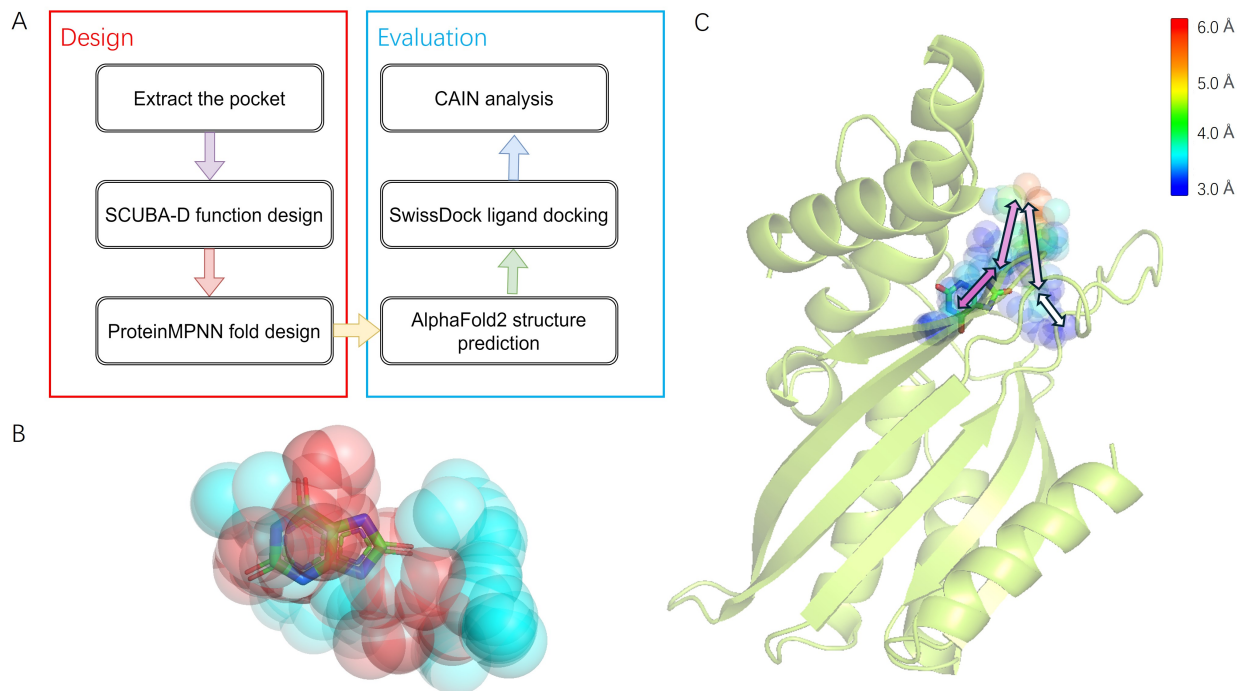 A
Design
Extract the pocket
SCUBA-D function design
ProteinMPNN fold design
Evaluation
CAIN analysis
SwissDock ligand docking
AlphaFold2 structure
prediction
B
C
6.0 Å
5.0 Å
4.0 Å
3.0 Å